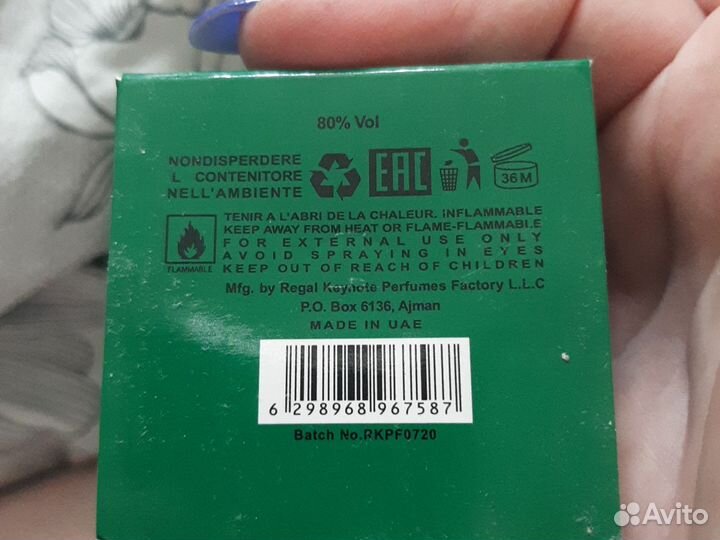 80% Vol
NONDISPERDERE
L CONTENITORE
NELL'AMBIENTE
EAC
36M
TENIR A L'ABRI DE LA CHALEUR. INFLAMMABLE
KEEP AWAY FROM HEAT OR FLAME-FLAMMABLE
FOR EXTERNAL USE ONLY
AVOID SPRAYING IN EYES
KEEP OUT OF REACH OF CHILDREN
FLAMMABLE
Mfg. by Regal Keynote Perfumes Factory L.L.C
P.O. Box 6136, Ajman
MADE IN UAE
6 298968 967587
Batch No.RKPF0720
Avito